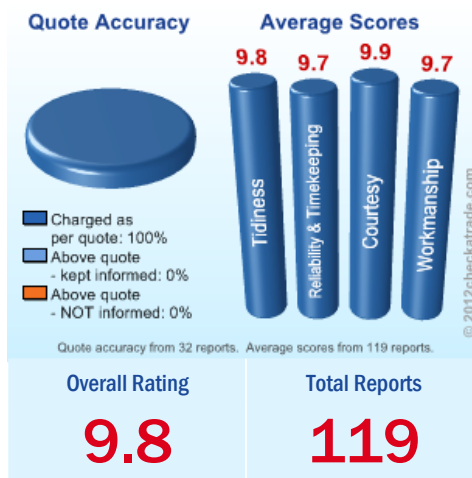 Quote Accuracy
Charged as
per quote: 100%
Above quote
- kept informed: 0%
Above quote
- NOT informed: 0%
Average Scores
9.8
9.7
9.9
9.7
Tidiness
Reliability & Timekeeping
Courtesy
Workmanship
© 2012checkatrade.com
Quote accuracy from 32 reports. Average scores from 119 reports.
Overall Rating
9.8
Total Reports
119